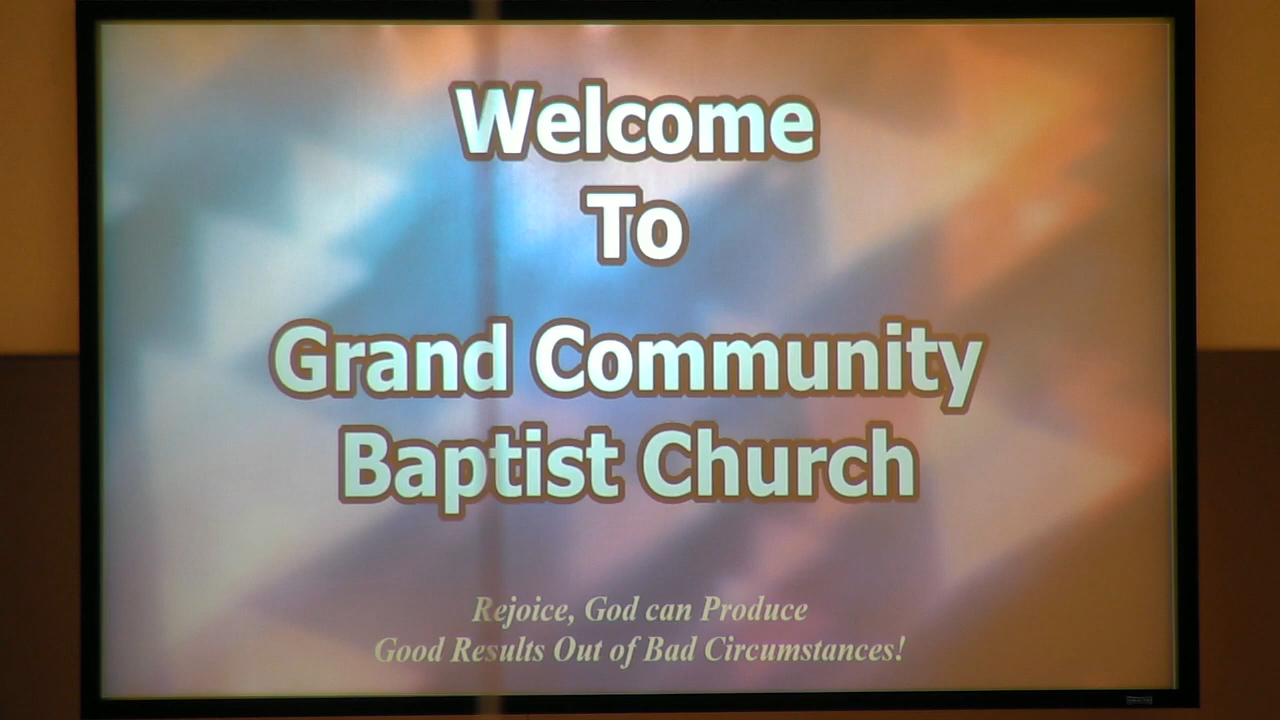 Welcome
To
Grand Community
Baptist Church
Rejoice, God can Produce
Good Results Out of Bad Circumstances!